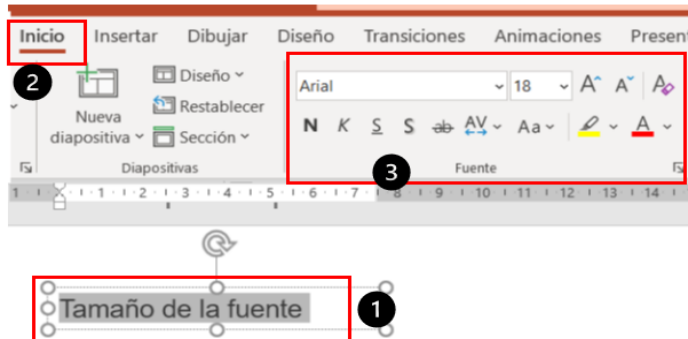 Inicio Insertar Dibujar Diseño Transiciones Animaciones Presen
2
Nueva diapositiva
Diseño
Restablecer
Sección
Diapositivas
Arial 18 A A A
N K S S ab AV Aa A
3
Fuente
1 1 2 3 4 5 6 7 8 9 10 11 12 13 14
Tamaño de la fuente
1